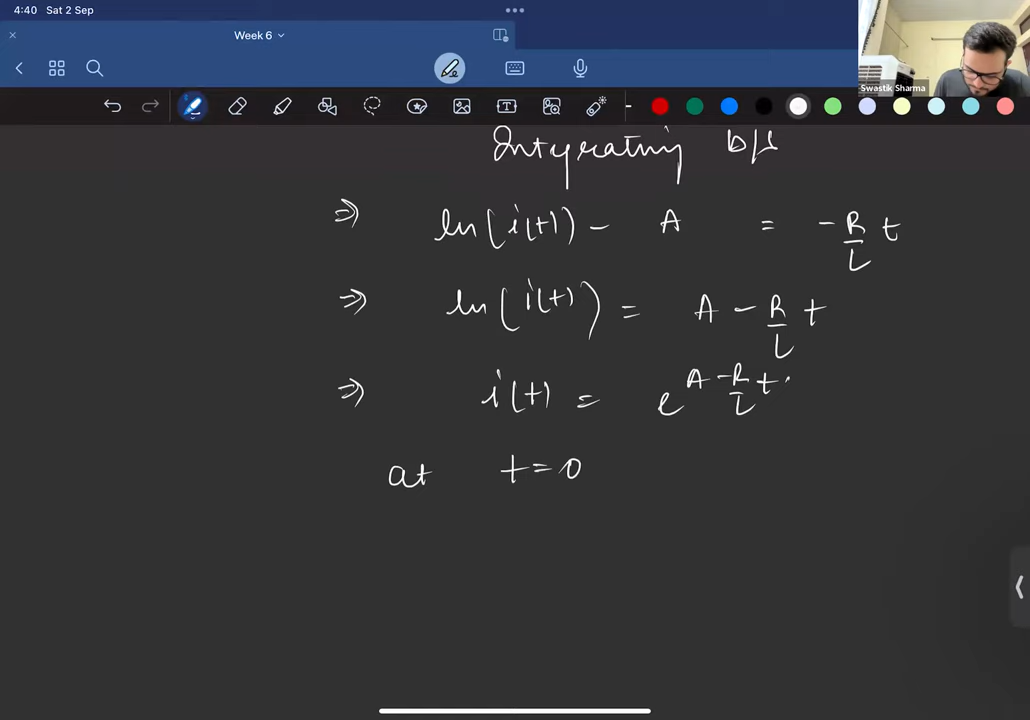 4:40 Sat 2 Sep
Week 6
Swastik Sharma
Integrating b/s
⇒ ln(i(t)) - A = -R/L t
⇒ ln(i(t)) = A - R/L t
⇒ i(t) = e^(A - R/L t)
at t=0